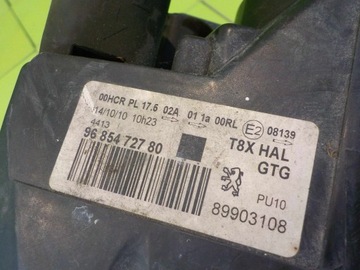 00HCR PL 17.5 02A 01 1a 00RL E2 08139
14/10/10 10h23
4413
96 854 727 80
T8X HAL
GTG
PU10
89903108